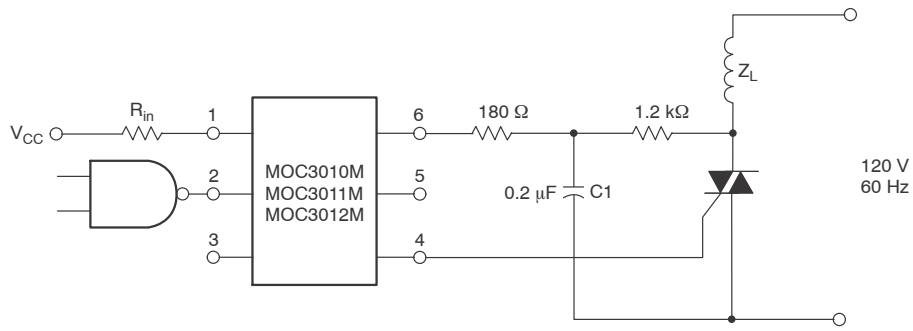 V_CC
R_in
1
2
3
MOC3010M
MOC3011M
MOC3012M
6
5
4
180 Ω
1.2 kΩ
0.2 µF
C1
Z_L
120 V
60 Hz